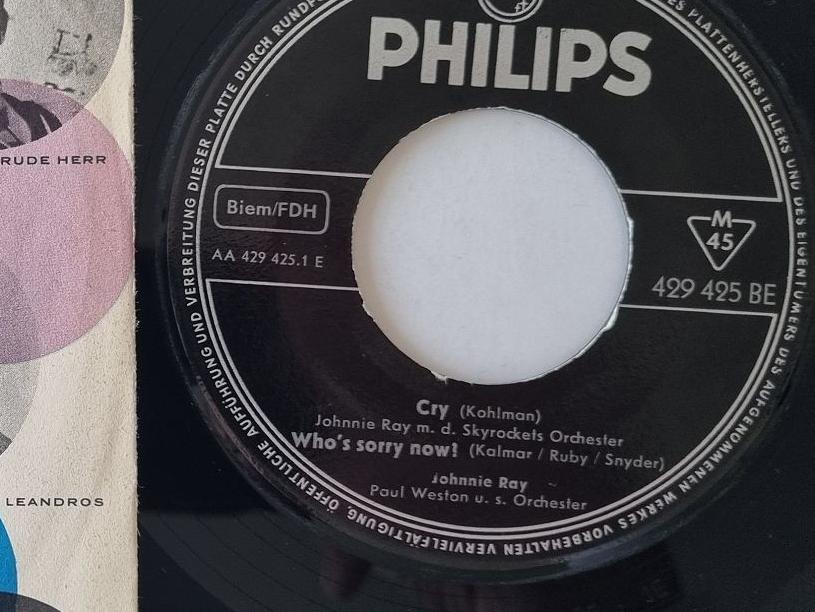 RUDE HERR
LEANDROS
PHILIPS
Biem/FDH
AA 429 425.1 E
M
45
429 425 BE
Cry (Kohlman)
Johnnie Ray m. d. Skyrockets Orchester
Who's sorry now! (Kalmar / Ruby / Snyder)
Johnnie Ray
Paul Weston u. s. Orchester
ES PLATTENHERSTELLERS UND DES EIGENTÜMERS DES AUFGENOMMENEN WERKES VORBEHALTEN VERVIELFÄLTIGUNG, ÖFFENTLICHE AUFFÜHRUNG UND VERBREITUNG DIESER PLATTE DURCH RUNDF